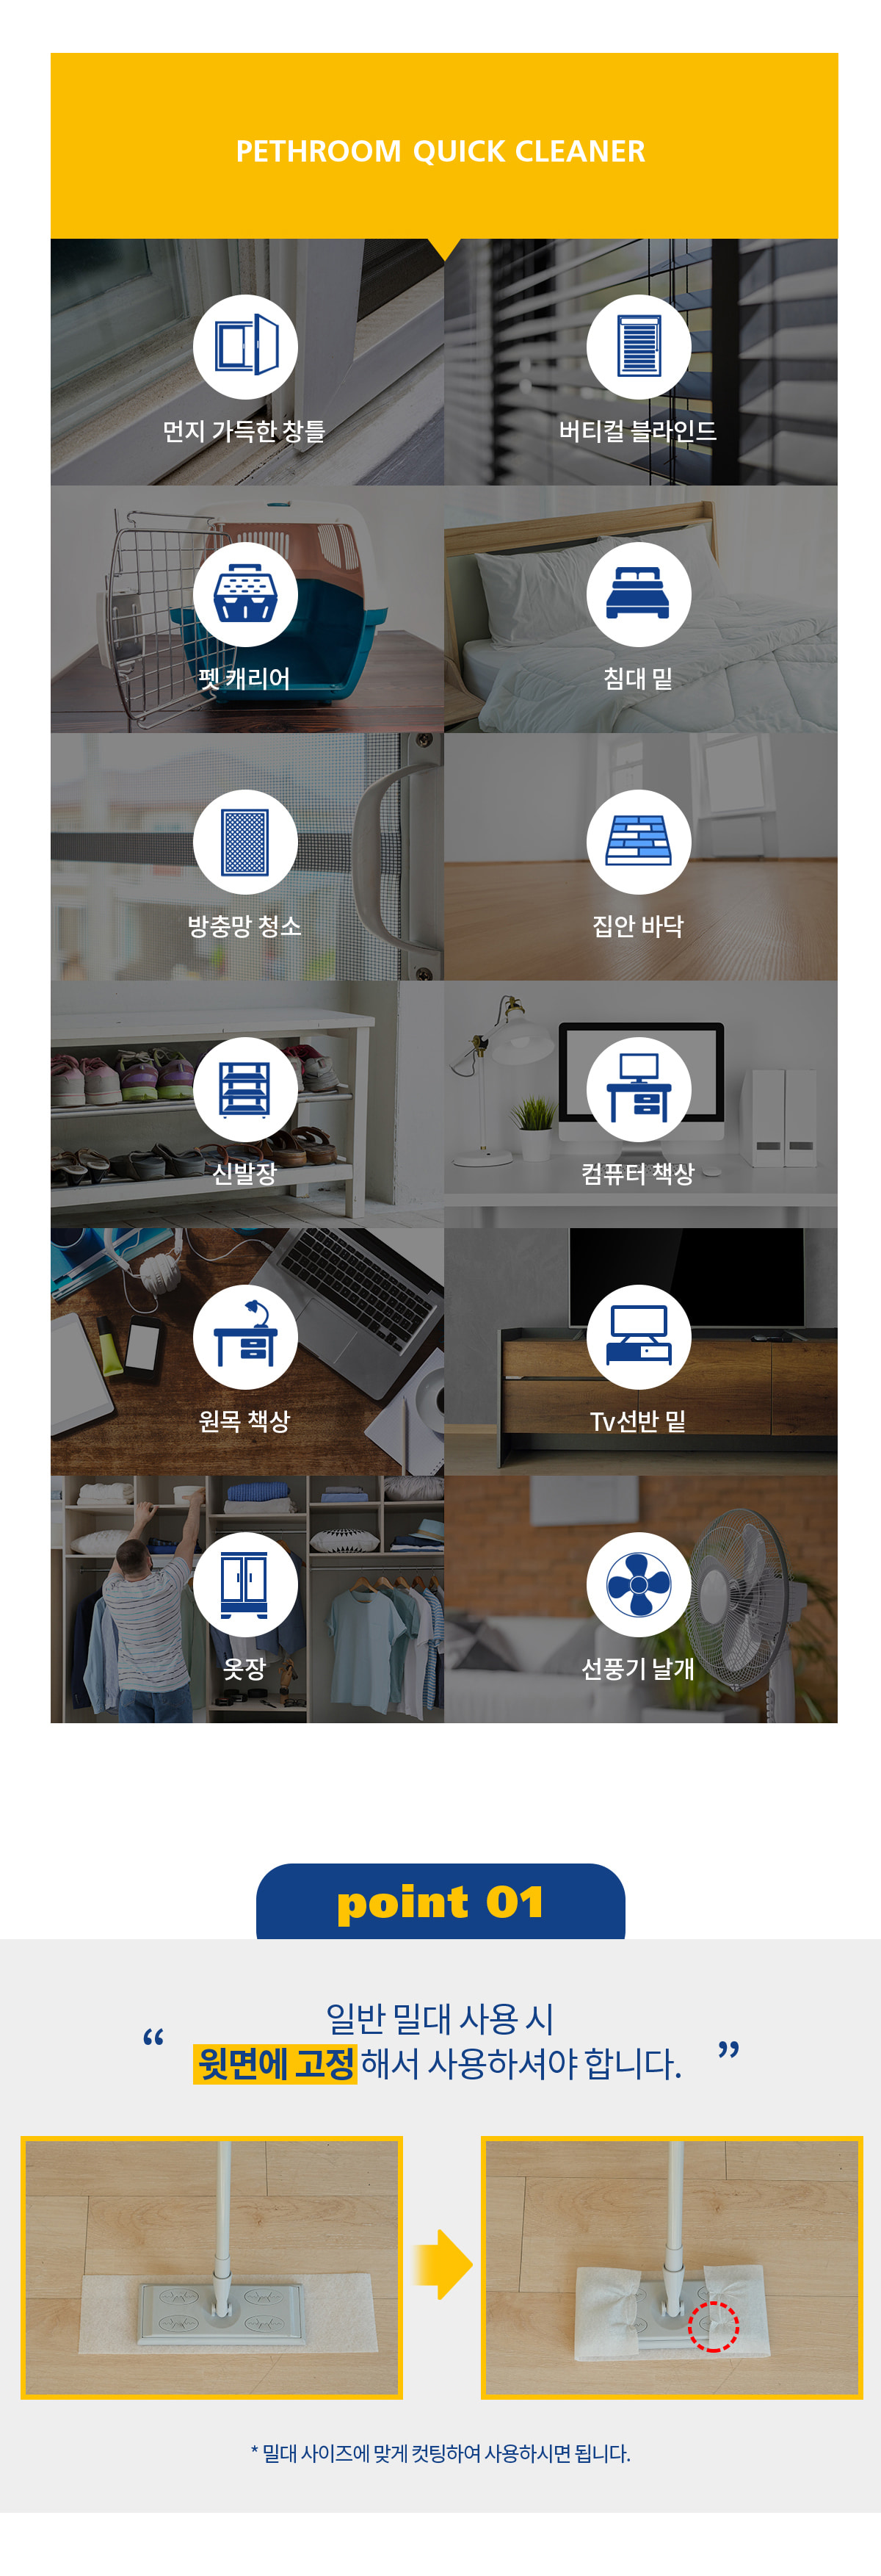 PETHROOM QUICK CLEANER
먼지 가득한 창틀
버티컬 블라인드
펫 캐리어
침대 밑
방충망 청소
집안 바닥
신발장
컴퓨터 책상
원목 책상
Tv선반 밑
옷장
선풍기 날개
point 01
“ 일반 밀대 사용 시
윗면에 고정 해서 사용하셔야 합니다. ”
* 밀대 사이즈에 맞게 컷팅하여 사용하시면 됩니다.